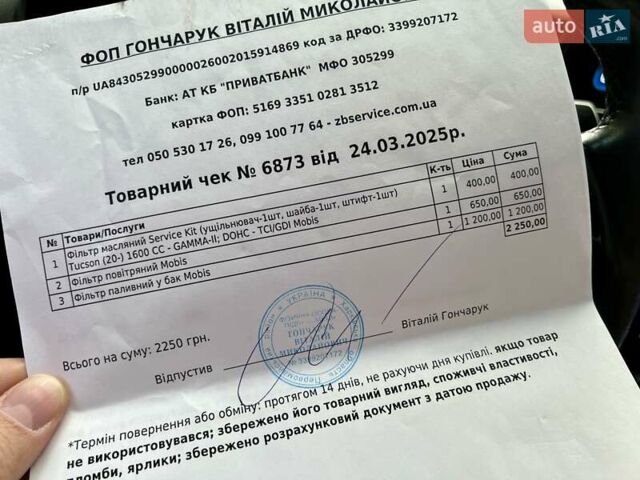 auto RIA .com
ФОП ГОНЧАРУК ВІТАЛІЙ
п/р UA843052990000026002015914869 код за ДРФО: 3399207172
Банк: АТ КБ "ПРИВАТБАНК" МФО 305299
картка ФОП: 5169 3351 0281 3512
тел 050 530 17 26, 099 100 77 64 - zbservice.com.ua
Товарний чек № 6873 від 24.03.2025р.
№ Товари/Послуги К-ть Ціна Сума
1 Фільтр масляний Service Kit (ущільнювач-1шт, шайба-1шт, штифт-1шт) 1 400,00 400,00
Tucson (20-) 1600 CC - GAMMA-II; DOHC - TCI/GDI Mobis
2 Фільтр повітряний Mobis 1 650,00 650,00
3 Фільтр паливний у бак Mobis 1 1 200,00 1 200,00
2 250,00
Всього на суму: 2250 грн.
Відпустив Віталій Гончарук
УКРАЇНА
ГОНЧАРУК
ВІТАЛІЙ
№ 3399207172
*Термін повернення або обміну: протягом 14 днів, не рахуючи дня купівлі. якщо товар
не використовувався; збережено його товарний вигляд, споживчі властивості,
пломби, ярлики; збережено розрахунковий документ з датою продажу.